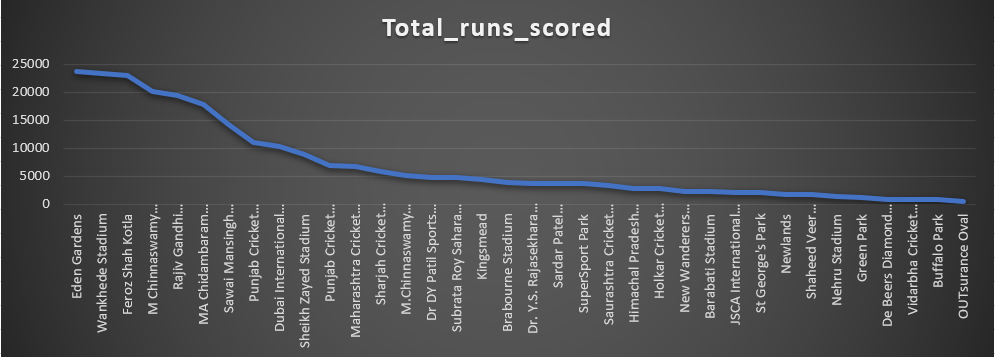 Total_runs_scored
25000
20000
15000
10000
5000
0
Eden Gardens
Wankhede Stadium
Feroz Shah Kotla
M Chinnaswamy…
Rajiv Gandhi…
MA Chidambaram…
Sawai Mansingh…
Punjab Cricket…
Dubai International…
Sheikh Zayed Stadium
Punjab Cricket…
Maharashtra Cricket…
Sharjah Cricket…
M.Chinnaswamy…
Dr DY Patil Sports…
Subrata Roy Sahara…
Kingsmead
Brabourne Stadium
Dr. Y.S. Rajasekhara…
Sardar Patel…
SuperSport Park
Saurashtra Cricket…
Himachal Pradesh…
Holkar Cricket…
New Wanderers…
Barabati Stadium
JSCA International…
St George's Park
Newlands
Shaheed Veer…
Nehru Stadium
Green Park
De Beers Diamond…
Vidarbha Cricket…
Buffalo Park
OUTsurance Oval